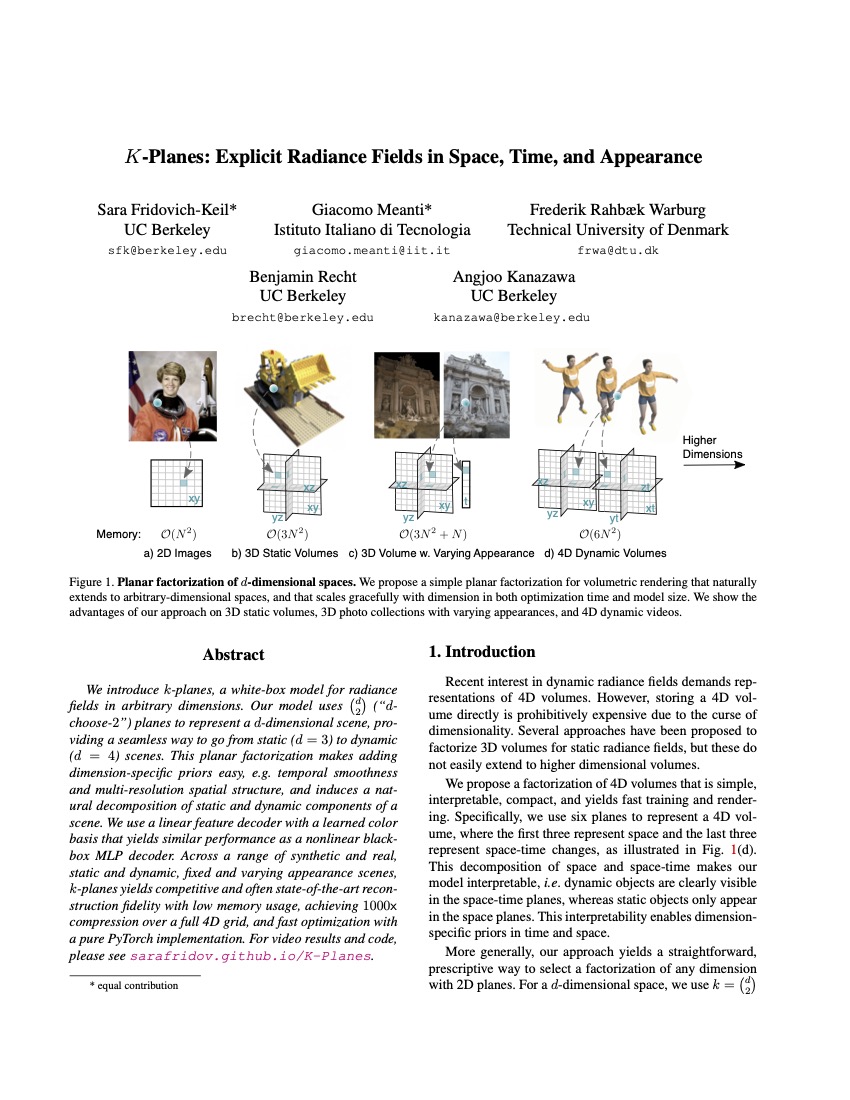 K-Planes: Explicit Radiance Fields in Space, Time, and Appearance
Sara Fridovich-Keil*
UC Berkeley
sfk@berkeley.edu
Giacomo Meanti*
Istituto Italiano di Tecnologia
giacomo.meanti@iit.it
Frederik Rahbæk Warburg
Technical University of Denmark
frwa@dtu.dk
Benjamin Recht
UC Berkeley
brecht@berkeley.edu
Angjoo Kanazawa
UC Berkeley
kanazawa@berkeley.edu
xy
xz
xy
yz
xz
xy
yz
t
xz
xy
yz
zt
xt
yt
Higher
Dimensions
Memory: O(N²) O(3N²) O(3N² + N) O(6N²)
a) 2D Images b) 3D Static Volumes c) 3D Volume w. Varying Appearance d) 4D Dynamic Volumes
Figure 1. Planar factorization of d-dimensional spaces. We propose a simple planar factorization for volumetric rendering that naturally
extends to arbitrary-dimensional spaces, and that scales gracefully with dimension in both optimization time and model size. We show the
advantages of our approach on 3D static volumes, 3D photo collections with varying appearances, and 4D dynamic videos.
Abstract
We introduce k-planes, a white-box model for radiance
fields in arbitrary dimensions. Our model uses (d 2) (“d-
choose-2”) planes to represent a d-dimensional scene, pro-
viding a seamless way to go from static (d = 3) to dynamic
(d = 4) scenes. This planar factorization makes adding
dimension-specific priors easy, e.g. temporal smoothness
and multi-resolution spatial structure, and induces a nat-
ural decomposition of static and dynamic components of a
scene. We use a linear feature decoder with a learned color
basis that yields similar performance as a nonlinear black-
box MLP decoder. Across a range of synthetic and real,
static and dynamic, fixed and varying appearance scenes,
k-planes yields competitive and often state-of-the-art recon-
struction fidelity with low memory usage, achieving 1000x
compression over a full 4D grid, and fast optimization with
a pure PyTorch implementation. For video results and code,
please see sarafridov.github.io/K-Planes.
* equal contribution
1. Introduction
Recent interest in dynamic radiance fields demands rep-
resentations of 4D volumes. However, storing a 4D vol-
ume directly is prohibitively expensive due to the curse of
dimensionality. Several approaches have been proposed to
factorize 3D volumes for static radiance fields, but these do
not easily extend to higher dimensional volumes.
We propose a factorization of 4D volumes that is simple,
interpretable, compact, and yields fast training and render-
ing. Specifically, we use six planes to represent a 4D vol-
ume, where the first three represent space and the last three
represent space-time changes, as illustrated in Fig. 1(d).
This decomposition of space and space-time makes our
model interpretable, i.e. dynamic objects are clearly visible
in the space-time planes, whereas static objects only appear
in the space planes. This interpretability enables dimension-
specific priors in time and space.
More generally, our approach yields a straightforward,
prescriptive way to select a factorization of any dimension
with 2D planes. For a d-dimensional space, we use k = (d 2)